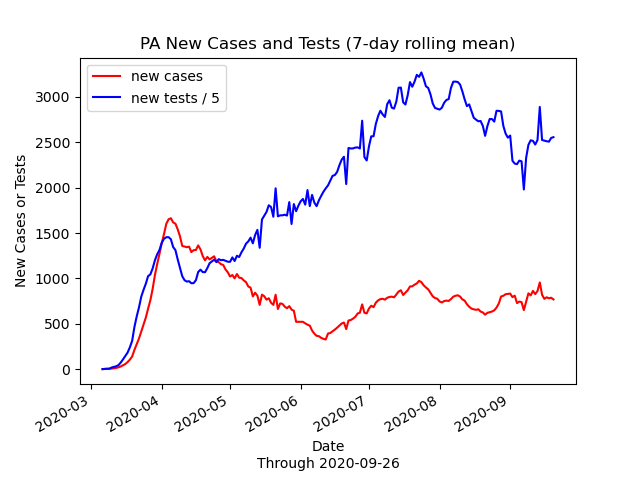 PA New Cases and Tests (7-day rolling mean)
new cases
new tests / 5
New Cases or Tests
3000
2500
2000
1500
1000
500
0
2020-03
2020-04
2020-05
2020-06
2020-07
2020-08
2020-09
Date
Through 2020-09-26